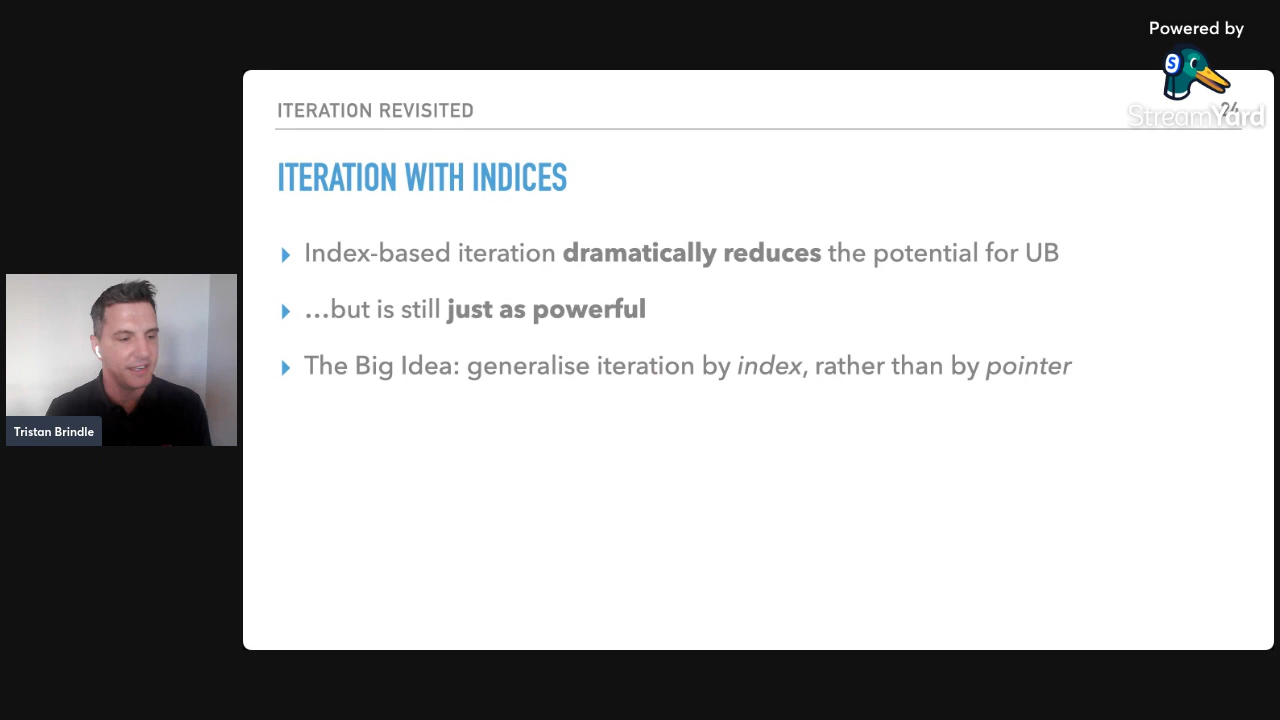 Powered by
S
StreamYard
ITERATION REVISITED
24
ITERATION WITH INDICES
Index-based iteration dramatically reduces the potential for UB
...but is still just as powerful
The Big Idea: generalise iteration by index, rather than by pointer
Tristan Brindle